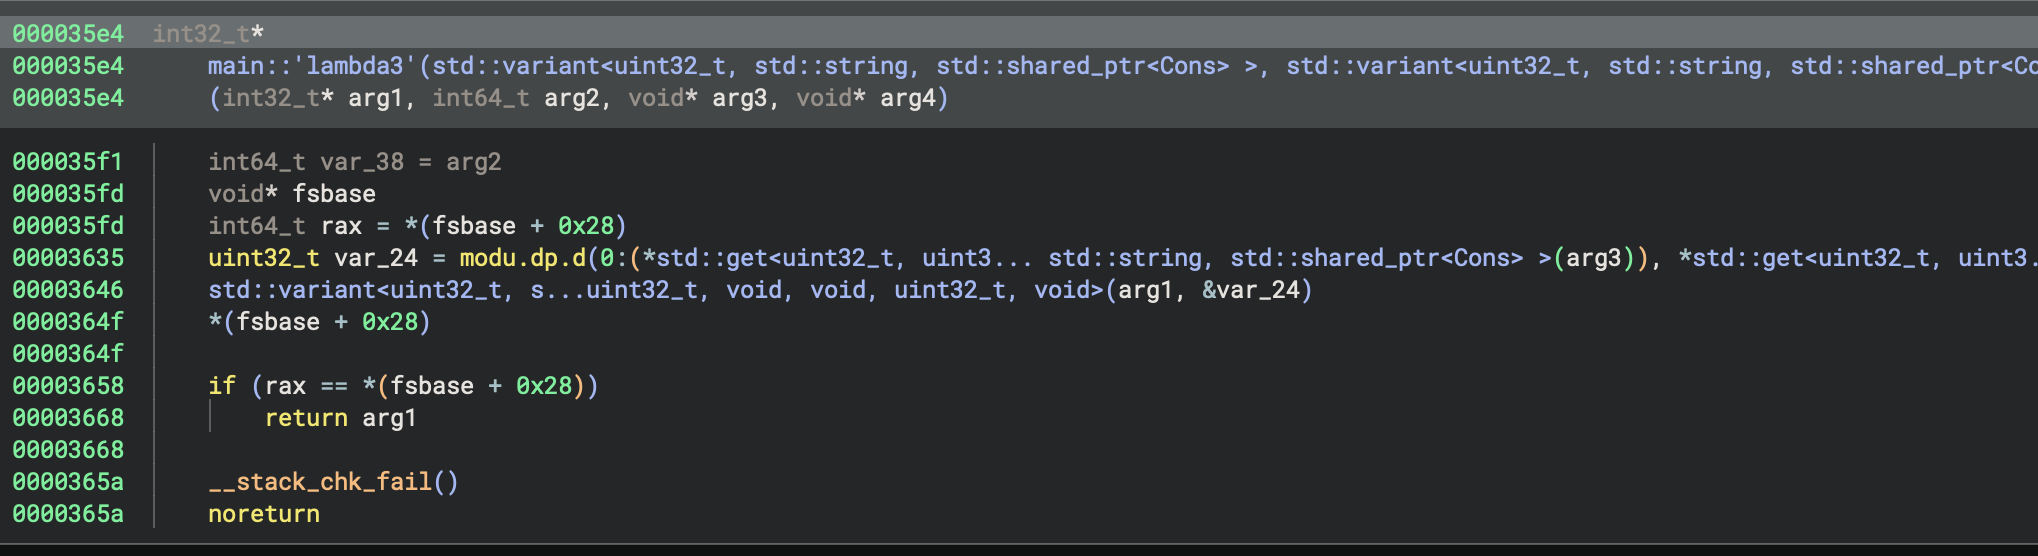 000035e4 int32_t*
000035e4 main::'lambda3'(std::variant<uint32_t, std::string, std::shared_ptr<Cons> >, std::variant<uint32_t, std::string, std::shared_ptr<Co
000035e4 (int32_t* arg1, int64_t arg2, void* arg3, void* arg4)
000035f1 int64_t var_38 = arg2
000035fd void* fsbase
000035fd int64_t rax = *(fsbase + 0x28)
00003635 uint32_t var_24 = modu.dp.d(0:(*std::get<uint32_t, uint3... std::string, std::shared_ptr<Cons> >(arg3)), *std::get<uint32_t, uint3.
00003646 std::variant<uint32_t, s...uint32_t, void, void, uint32_t, void>(arg1, &var_24)
0000364f *(fsbase + 0x28)
0000364f
00003658 if (rax == *(fsbase + 0x28))
00003668 return arg1
00003668
0000365a __stack_chk_fail()
0000365a noreturn